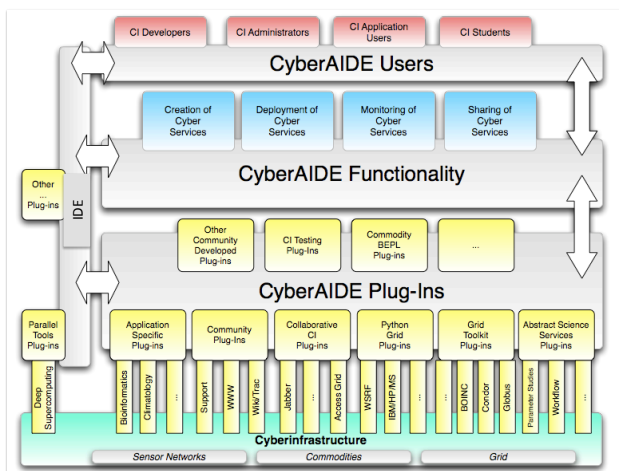 CI Developers
CI Administrators
CI Application
Users
CI Students
CyberAIDE Users
Creation of
Cyber
Services
Deployment of
Cyber
Services
Monitoring of
Cyber
Services
Sharing of
Cyber
Services
CyberAIDE Functionality
Other
...
Plug-ins
IDE
Other
Community
Developed
Plug-ins
CI Testing
Plug-Ins
Commodity
BEPL
Plug-ins
...
CyberAIDE Plug-Ins
Parallel
Tools
Plug-ins
Application
Specific
Plug-ins
Community
Plug-Ins
Collaborative
CI
Plug-ins
Python
Grid
Plug-ins
Grid
Toolkit
Plug-ins
Abstract Science
Services
Plug-ins
Deep
Supercomputing
Bioinformatics
Climatology
...
Support
WWW
Wiki/Trac
Jabber
...
Access Grid
WSRF
IBM/HP/MS
...
...
BOINC
Condor
Globus
Parameter Studies
Workflow
...
Cyberinfrastructure
Sensor Networks
Commodities
Grid